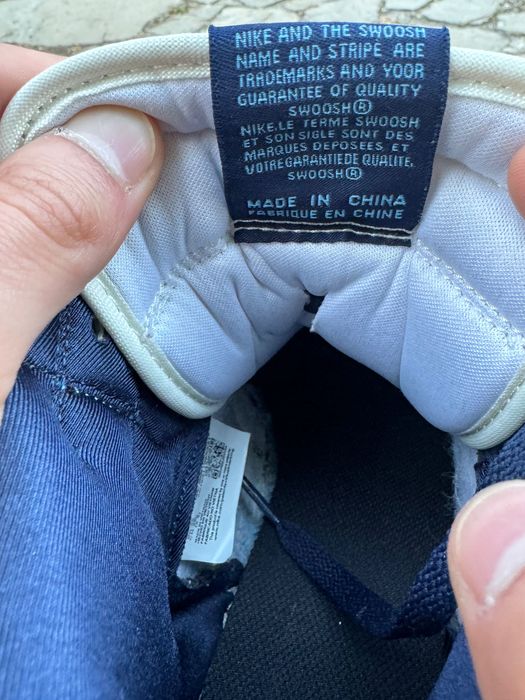 NIKE AND THE SWOOSH
NAME AND STRIPE ARE
TRADEMARKS AND YOUR
GUARANTEE OF QUALITY
SWOOSH®
NIKE.LE TERME SWOOSH
ET SON SIGLE SONT DES
MARQUES DEPOSEES, ET
VOTREGARANTIEDE QUALITE.
SWOOSH®
MADE IN CHINA
FABRIQUE EN CHINE